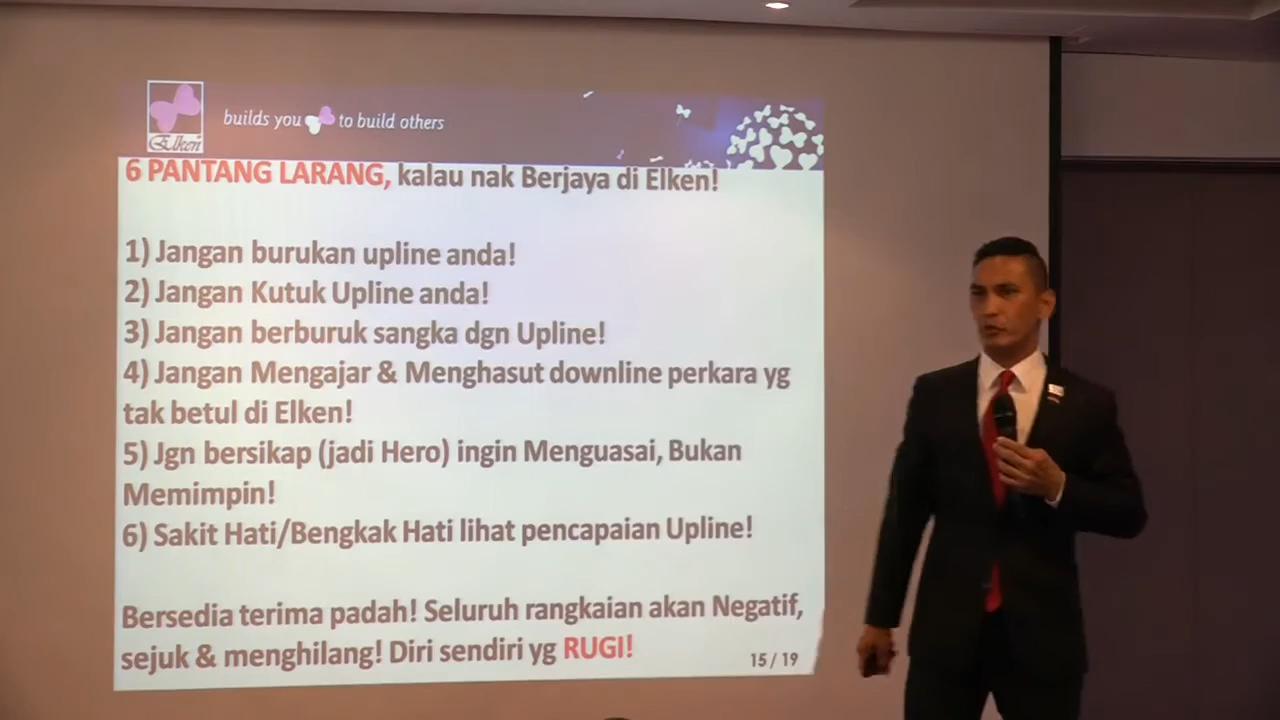 Elken
builds you to build others
6 PANTANG LARANG, kalau nak Berjaya di Elken!
1) Jangan burukan upline anda!
2) Jangan Kutuk Upline anda!
3) Jangan berburuk sangka dgn Upline!
4) Jangan Mengajar & Menghasut downline perkara yg
tak betul di Elken!
5) Jgn bersikap (jadi Hero) ingin Menguasai, Bukan
Memimpin!
6) Sakit Hati/Bengkak Hati lihat pencapaian Upline!
Bersedia terima padah! Seluruh rangkaian akan Negatif,
sejuk & menghilang! Diri sendiri yg RUGI!
15 / 19